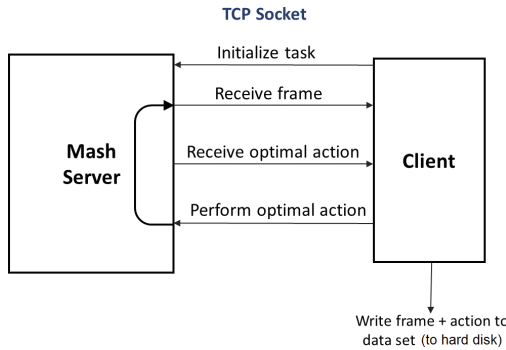 TCP Socket
Initialize task
Receive frame
Mash
Server
Receive optimal action
Client
Perform optimal action
Write frame + action to
data set (to hard disk)